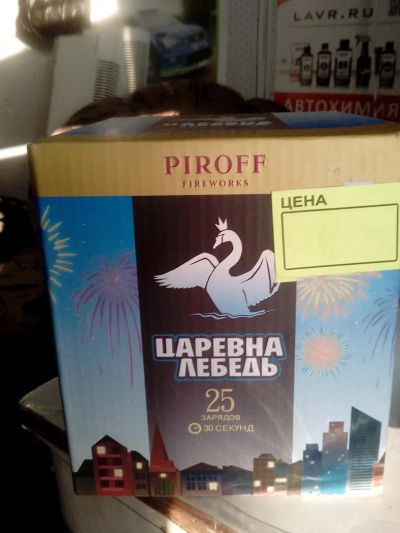 LAVR.RU
АВТОХИМИЯ
PIROFF
FIREWORKS
ЦЕНА
ЦАРЕВНА
ЛЕБЕДЬ
25
ЗАРЯДОВ
30 СЕКУНД